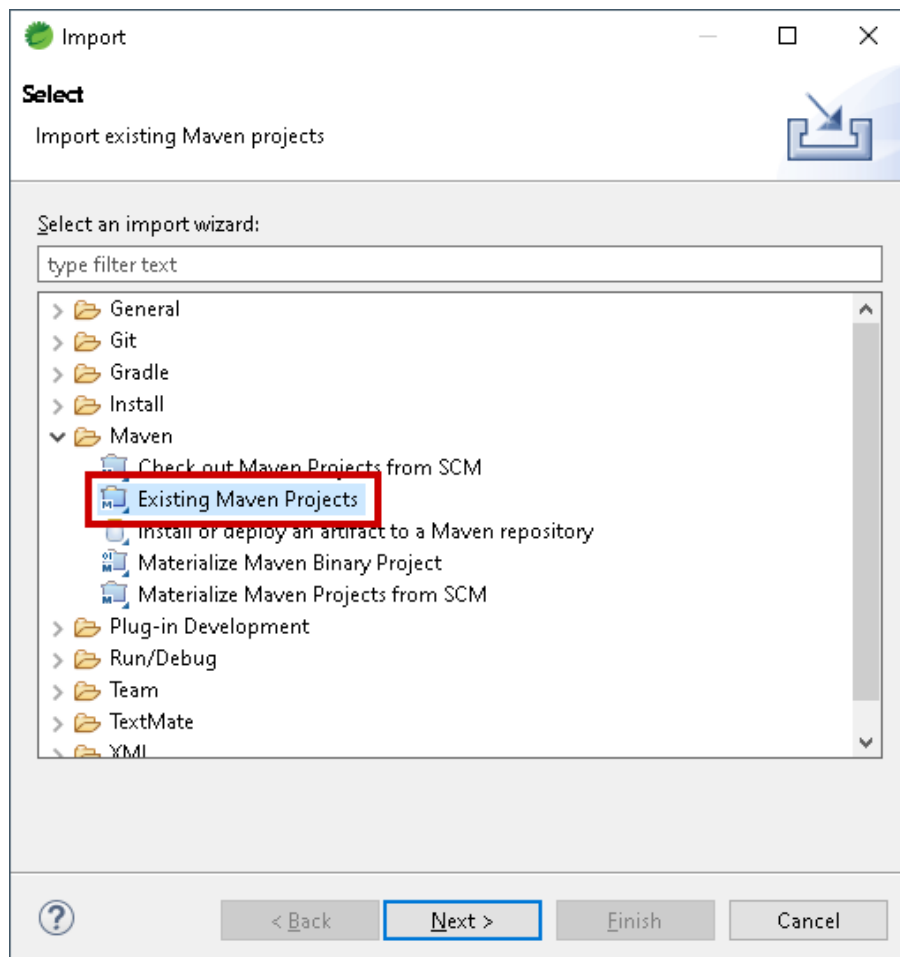 Import
Select
Import existing Maven projects
Select an import wizard:
type filter text
General
Git
Gradle
Install
Maven
Check out Maven Projects from SCM
Existing Maven Projects
Install or deploy an artifact to a Maven repository
Materialize Maven Binary Project
Materialize Maven Projects from SCM
Plug-in Development
Run/Debug
Team
TextMate
XML
< Back
Next >
Finish
Cancel